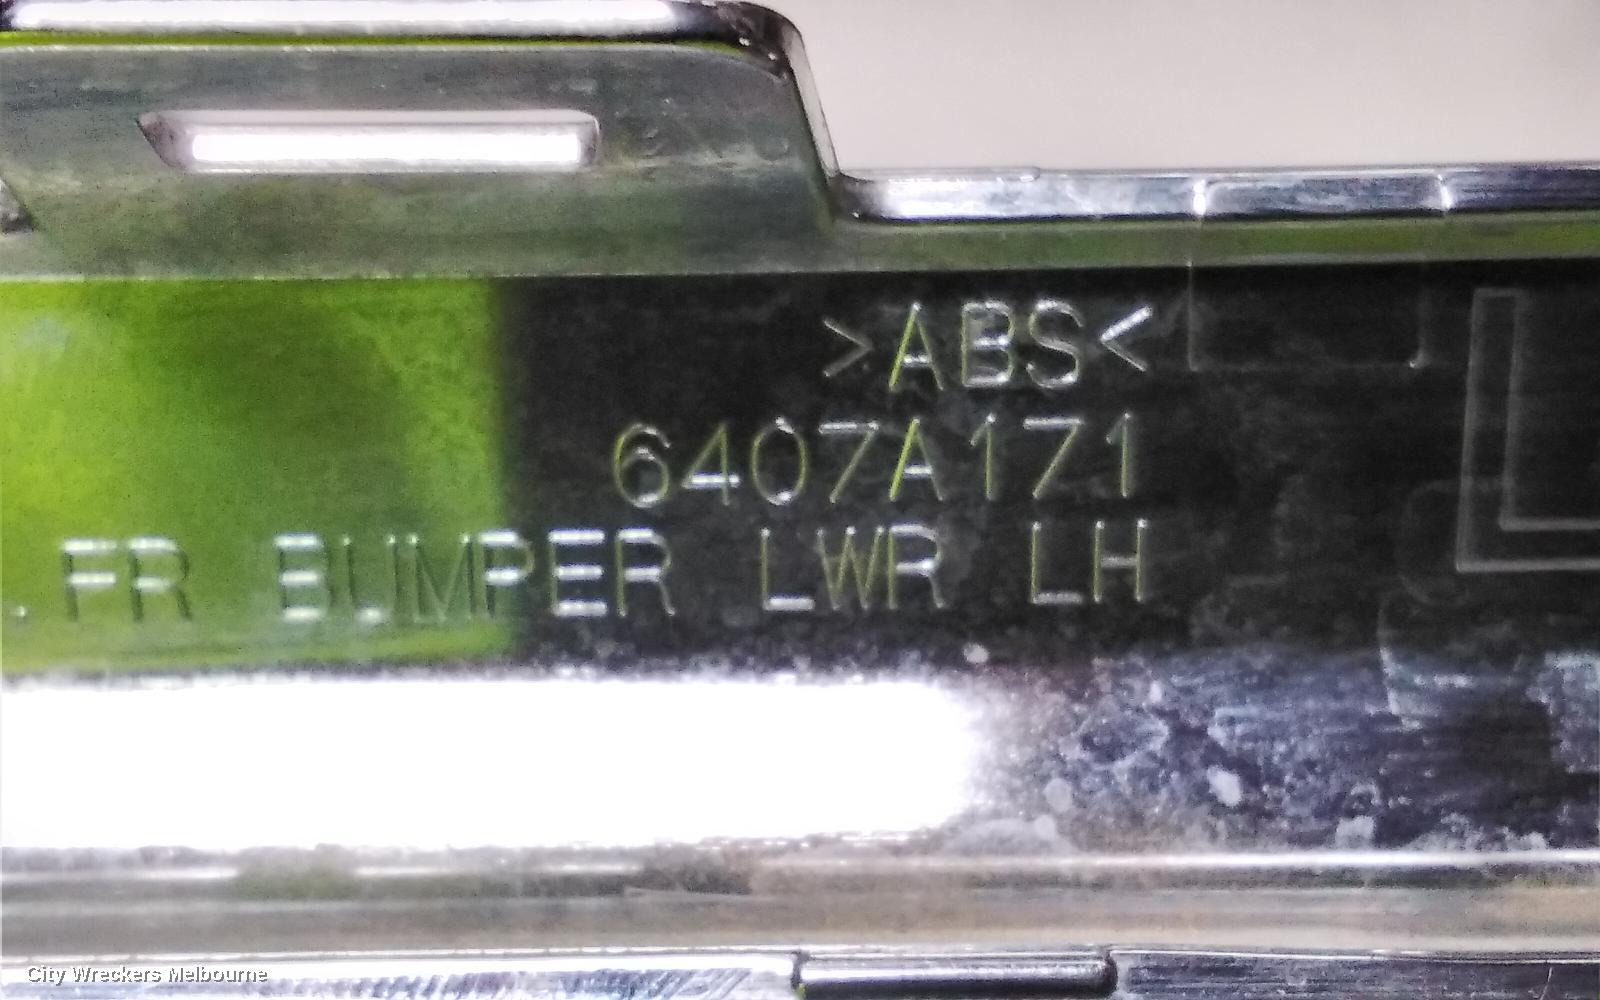 >ABS<
6407A171
FR BUMPER LWR LH
L
City Wreckers Melbourne